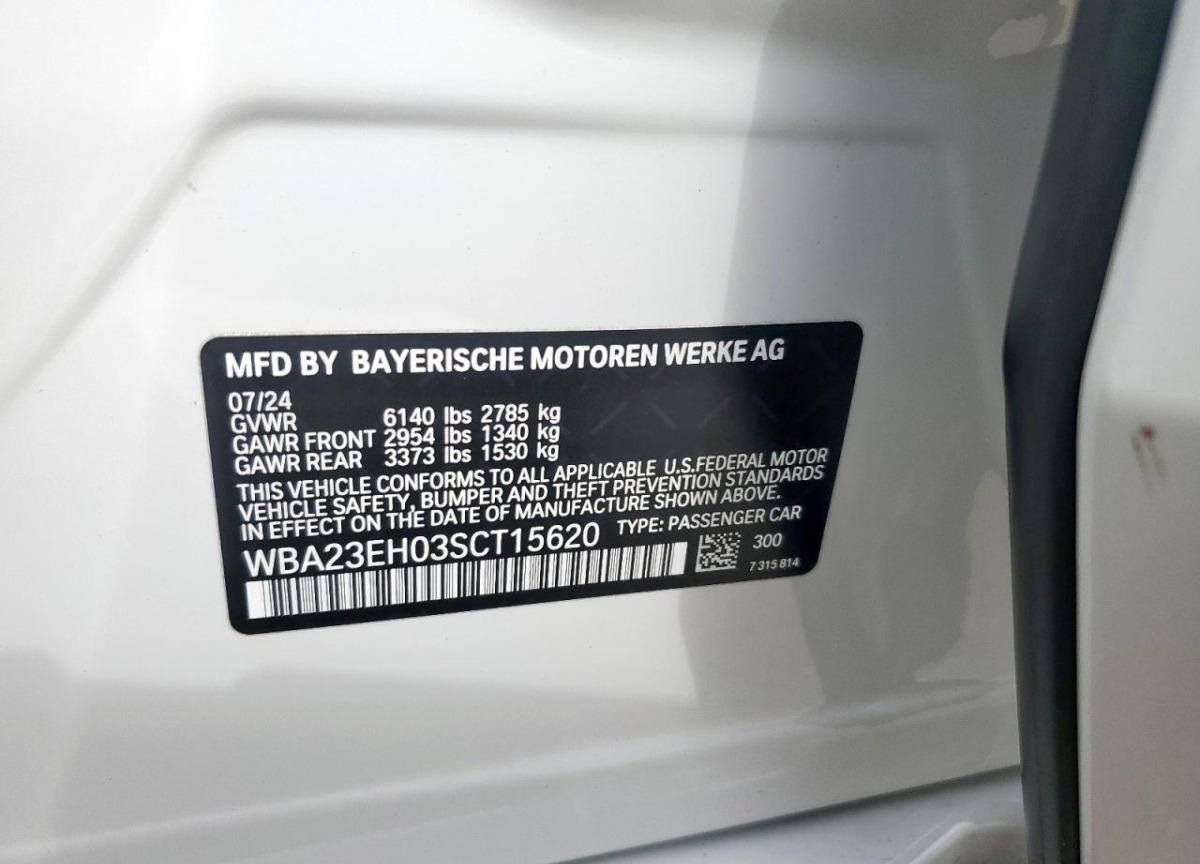 MFD BY BAYERISCHE MOTOREN WERKE AG
07/24
GVWR 6140 lbs 2785 kg
GAWR FRONT 2954 lbs 1340 kg
GAWR REAR 3373 lbs 1530 kg
THIS VEHICLE CONFORMS TO ALL APPLICABLE U.S.FEDERAL MOTOR
VEHICLE SAFETY, BUMPER AND THEFT PREVENTION STANDARDS
IN EFFECT ON THE DATE OF MANUFACTURE SHOWN ABOVE.
WBA23EH03SCT15620 TYPE: PASSENGER CAR
300
7 315 814